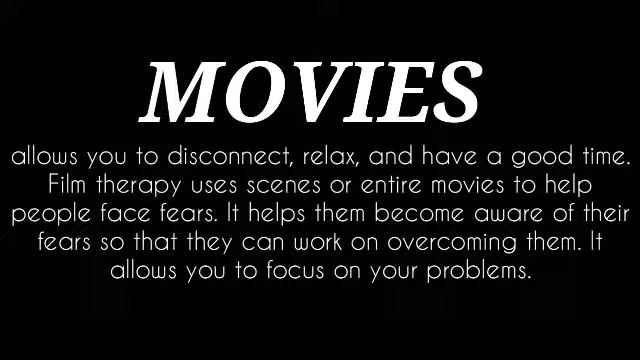 MOVIES
allows you to disconnect, relax, and have a good time.
Film therapy uses scenes or entire movies to help
people face fears. It helps them become aware of their
fears so that they can work on overcoming them. It
allows you to focus on your problems.